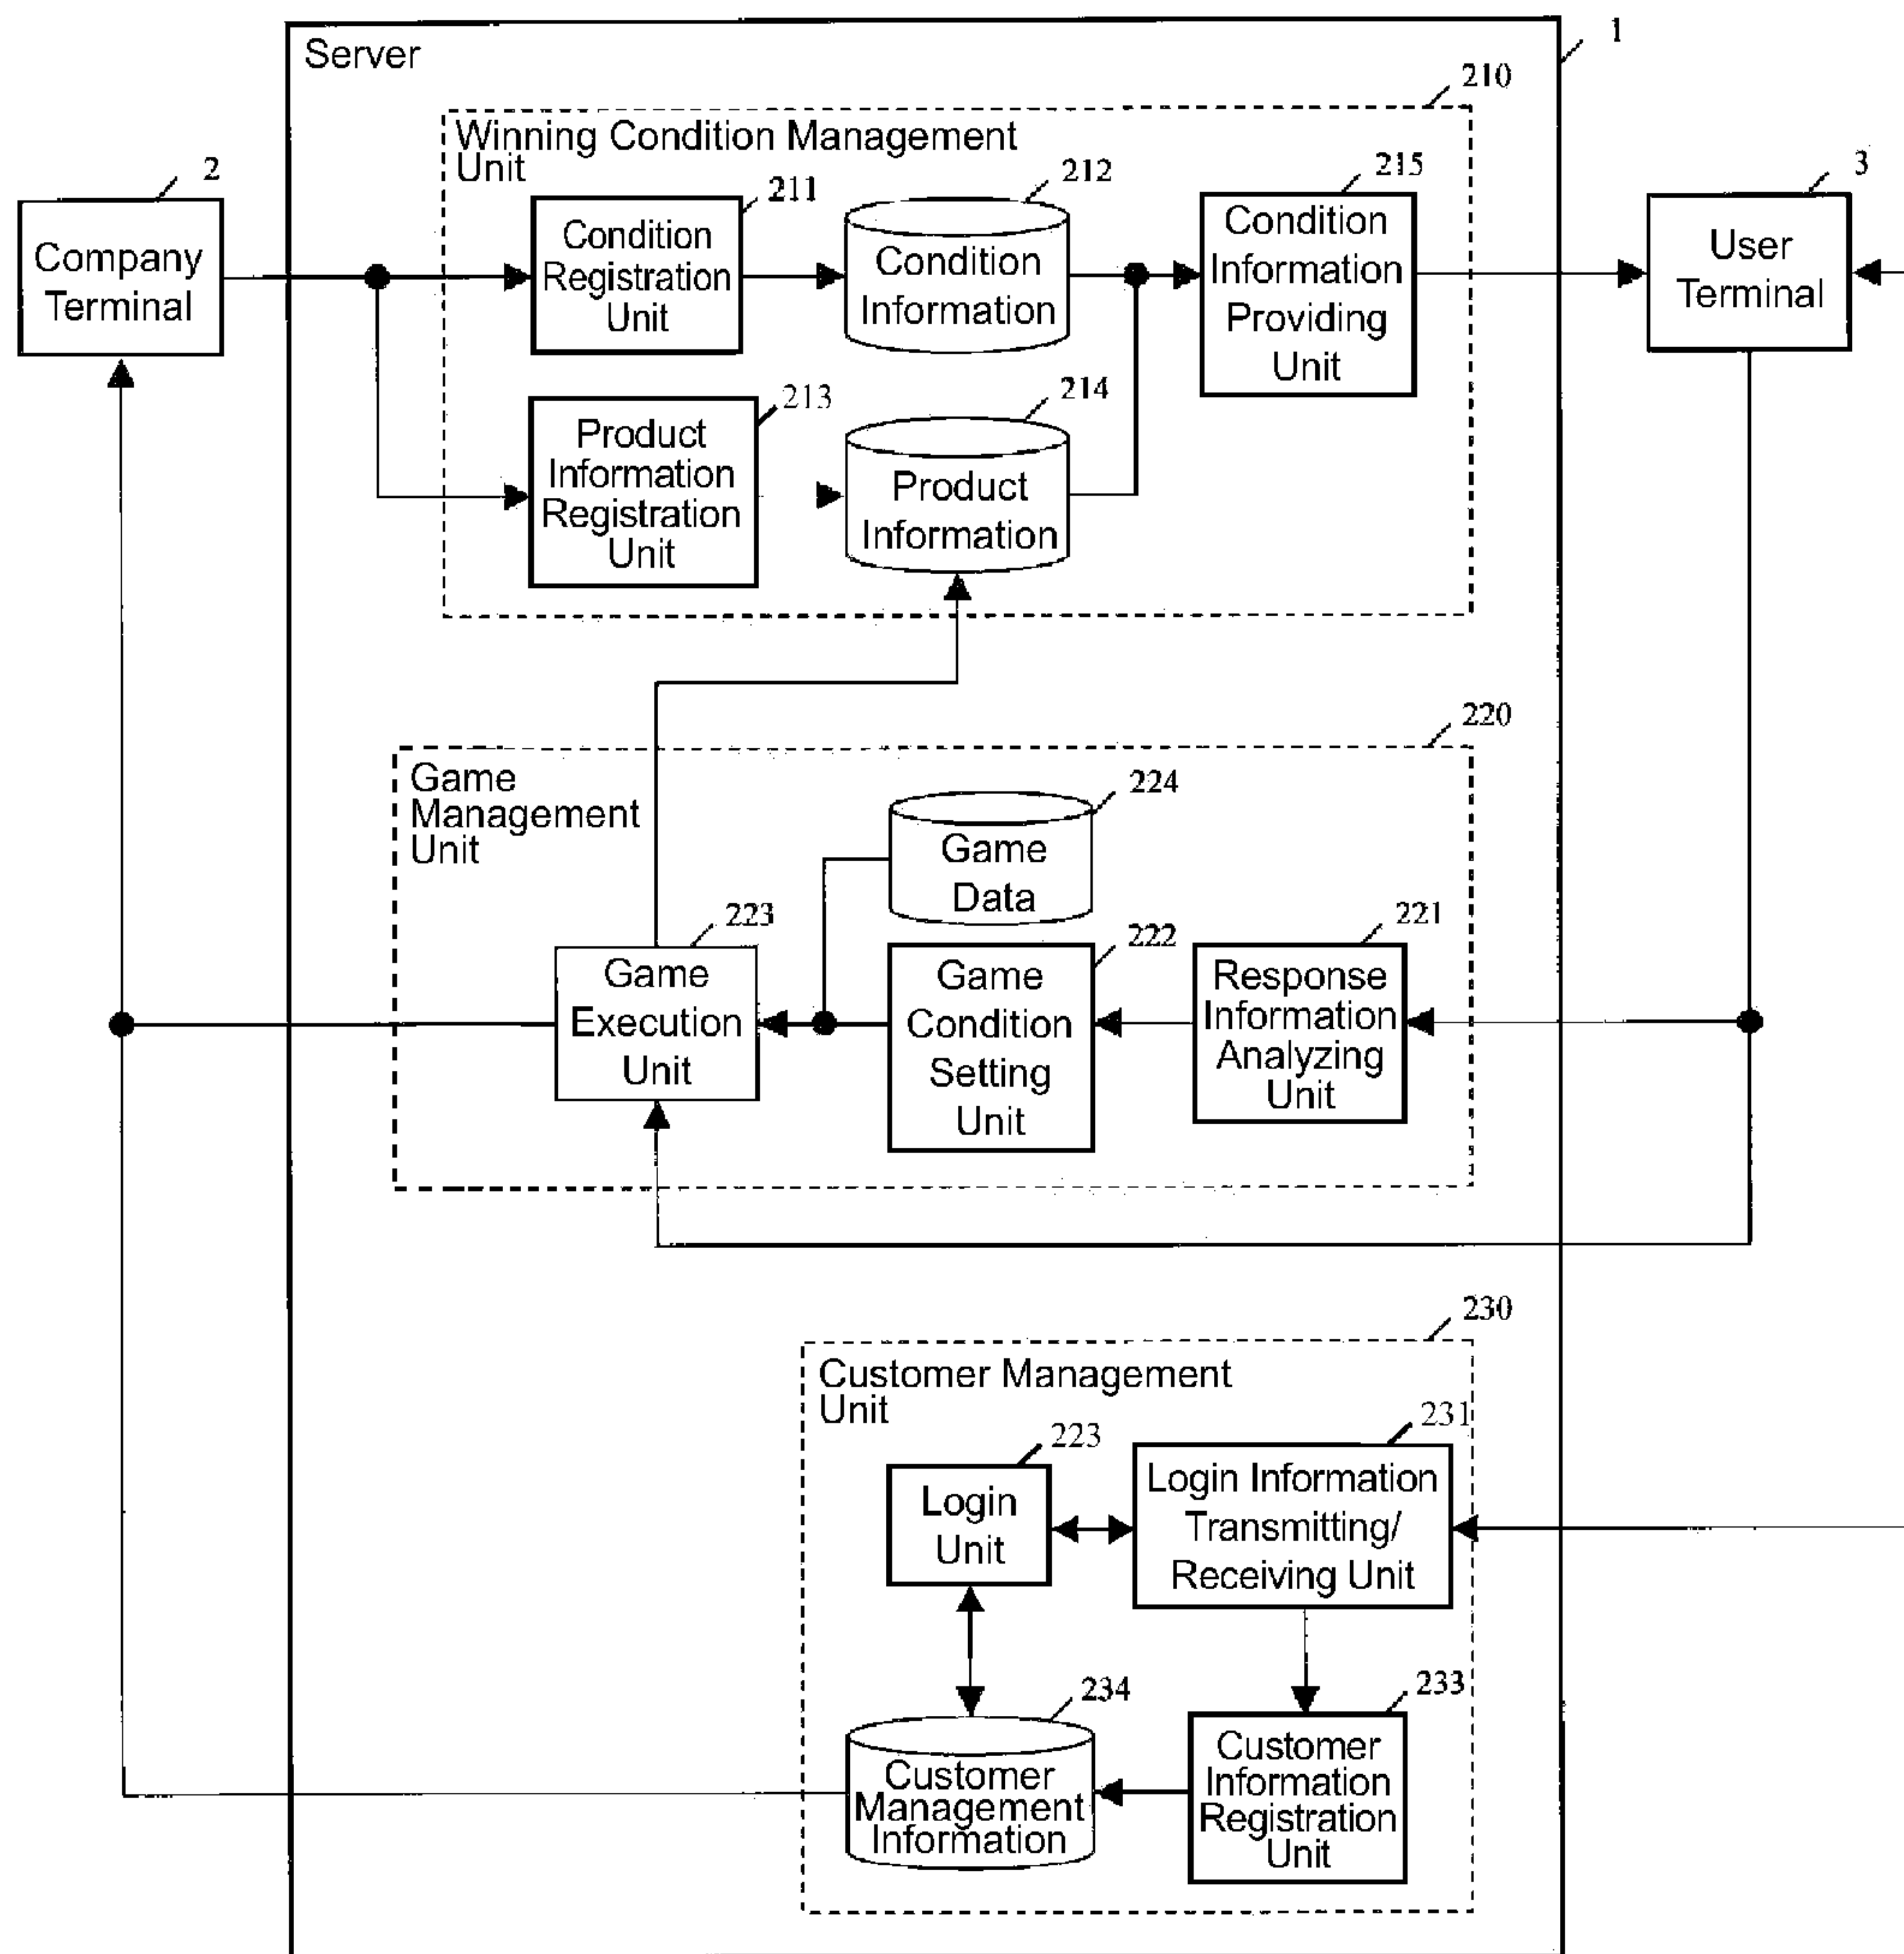 1
Server
210
Winning Condition Management
Unit
2
Company
Terminal
211
Condition
Registration
Unit
212
Condition
Information
215
Condition
Information
Providing
Unit
3
User
Terminal
213
Product
Information
Registration
Unit
214
Product
Information
220
Game
Management
Unit
224
Game
Data
223
Game
Execution
Unit
222
Game
Condition
Setting
Unit
221
Response
Information
Analyzing
Unit
230
Customer Management
Unit
223
Login
Unit
231
Login Information
Transmitting/
Receiving Unit
234
Customer
Management
Information
233
Customer
Information
Registration
Unit